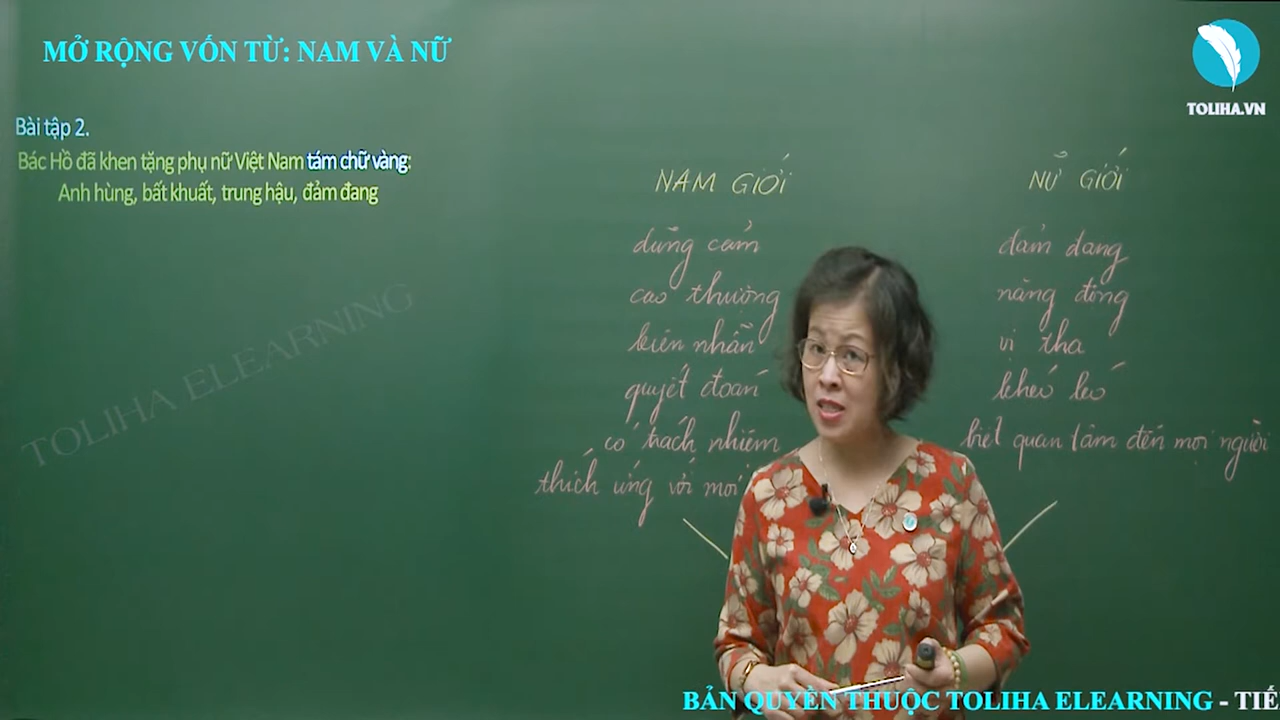 MỞ RỘNG VỐN TỪ: NAM VÀ NỮ
TOLIHA.VN
Bài tập 2.
Bác Hồ đã khen tặng phụ nữ Việt Nam tám chữ vàng:
Anh hùng, bất khuất, trung hậu, đảm đang
TOLIHA ELEARNING
NAM GIỚI
dũng cảm
cao thượng
kiên nhẫn
quyết đoán
có trách nhiệm
thích ứng với mọi
NỮ GIỚI
đảm đang
năng động
vị tha
khéo léo
biết quan tâm đến mọi người
BẢN QUYỀN THUỘC TOLIHA ELEARNING - TIẾ